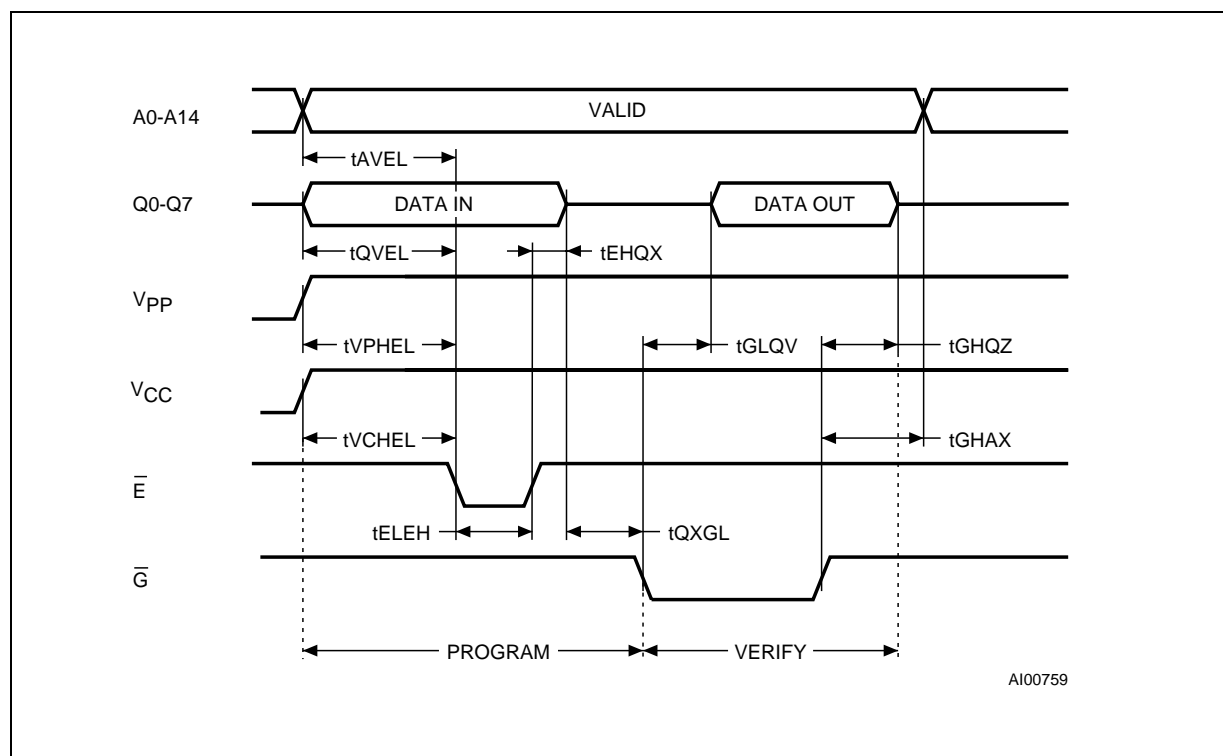 A0-A14
VALID
tAVEL
Q0-Q7
DATA IN
DATA OUT
tQVEL
tEHQX
VPP
tVPHEL
tGLQV
tGHQZ
VCC
tVCHEL
tGHAX
E̅
tELEH
tQXGL
G̅
PROGRAM
VERIFY
AI00759